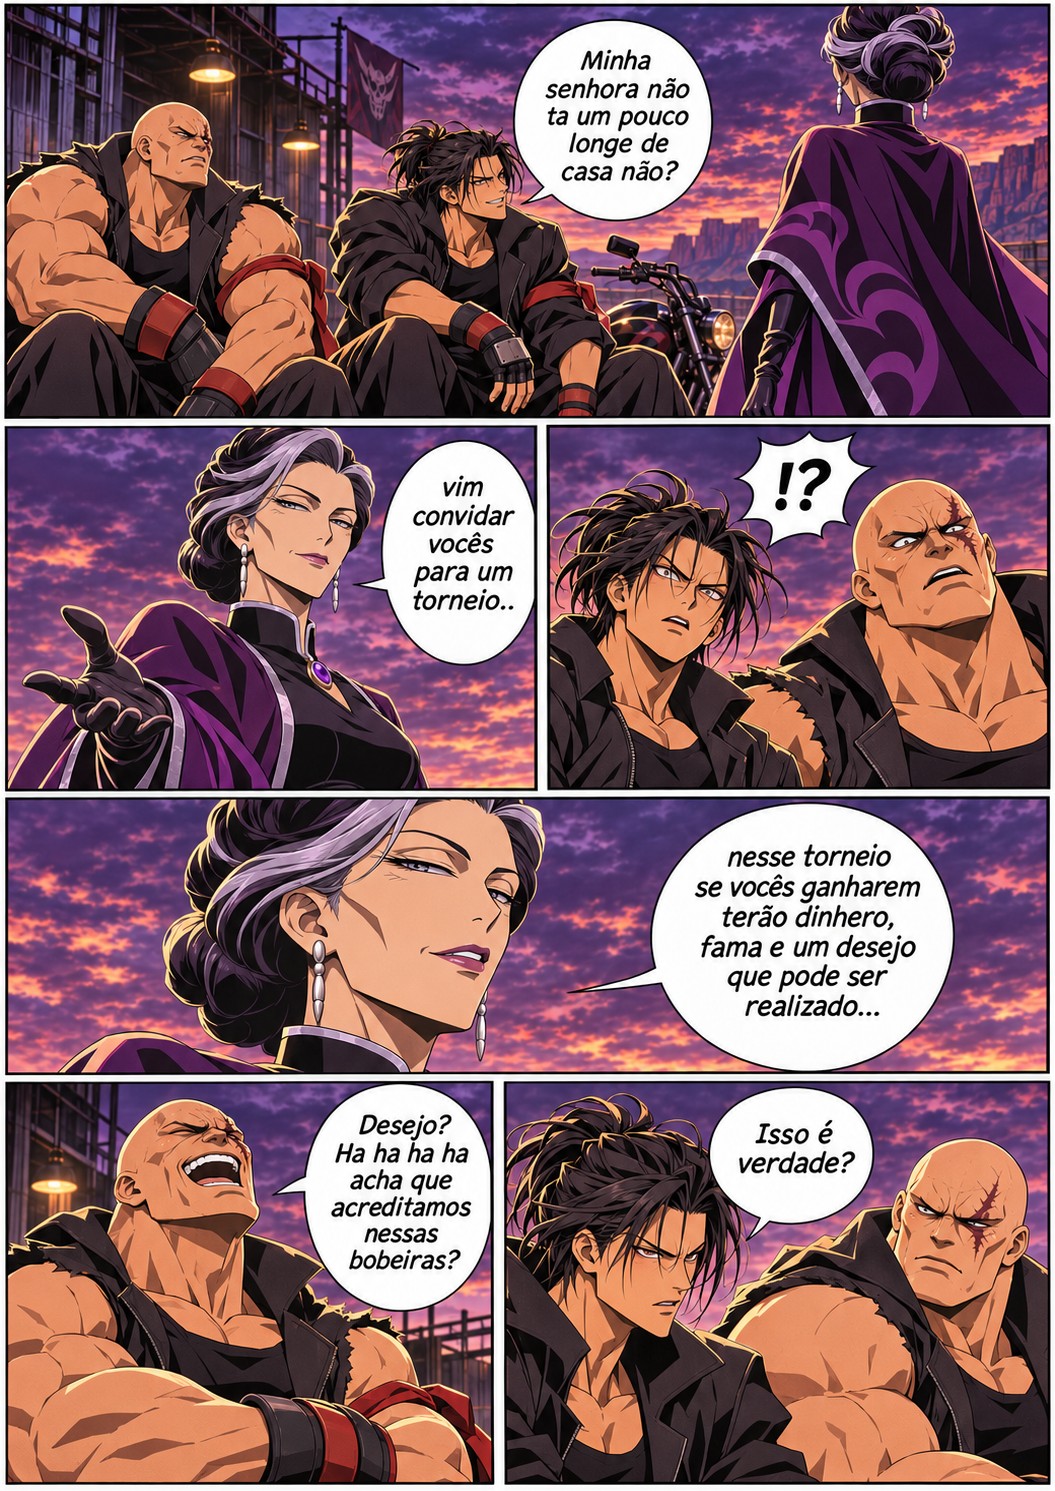 Minha
senhora não
ta um pouco
longe de
casa não?
vim
convidar
vocês
para um
torneio..
!?
nesse torneio
se vocês ganharem
terão dinhero,
fama e um desejo
que pode ser
realizado...
Desejo?
Ha ha ha ha
acha que
acreditamos
nessas
bobeiras?
Isso é
verdade?